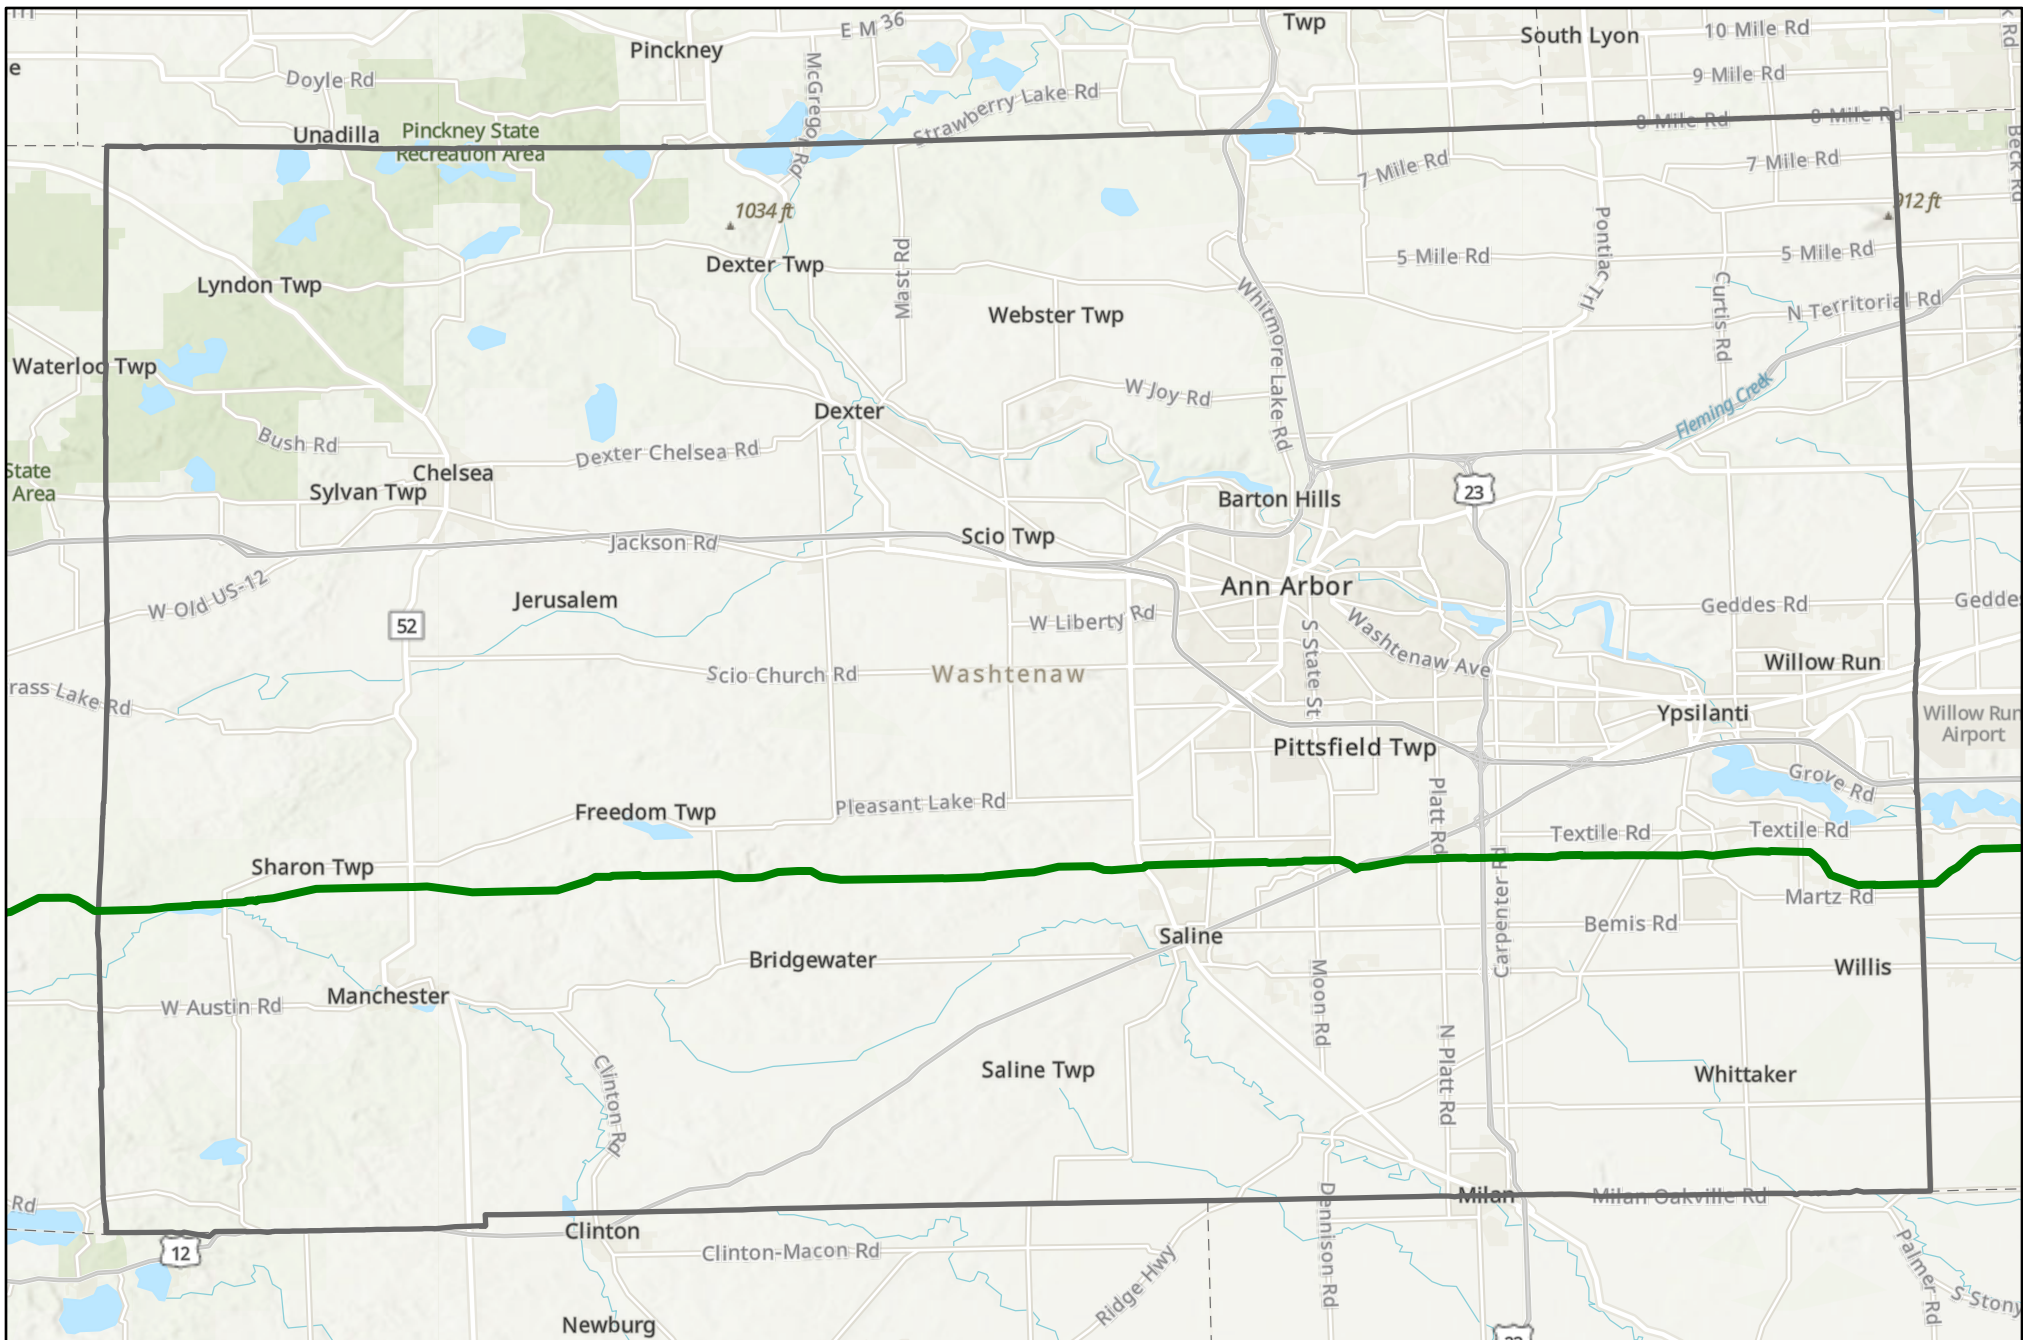 E M 36
Twp
South Lyon
10 Mile Rd
Pinckney
e
Doyle Rd
McGregor Rd
9 Mile Rd
Strawberry Lake Rd
8 Mile Rd
8 Mile Rd
Unadilla
Pinckney State
Recreation Area
Beck Rd
7 Mile Rd
7 Mile Rd
1034 ft
912 ft
Mast Rd
Pontiac Trl
5 Mile Rd
5 Mile Rd
Dexter Twp
Lyndon Twp
Webster Twp
Whitmore Lake Rd
Curtis Rd
N Territorial Rd
Waterloo Twp
W Joy Rd
Fleming Creek
Dexter
Bush Rd
Dexter Chelsea Rd
State
Area
Chelsea
Sylvan Twp
Barton Hills
23
Scio Twp
Jackson Rd
W Old US-12
Jerusalem
Ann Arbor
52
W Liberty Rd
Washtenaw Ave
S State St
Geddes Rd
Geddes
Scio Church Rd
Washtenaw
Willow Run
rass Lake Rd
Ypsilanti
Willow Run
Airport
Pittsfield Twp
Grove Rd
Freedom Twp
Pleasant Lake Rd
Platt Rd
Textile Rd
Textile Rd
Sharon Twp
Carpenter Rd
Martz Rd
Bemis Rd
Saline
Bridgewater
Willis
Manchester
W Austin Rd
Moon Rd
N Platt Rd
Clinton Rd
Saline Twp
Whittaker
Rd
Milan
Milan Oakville Rd
Dennison Rd
Clinton
12
Clinton-Macon Rd
Ridge Hwy
Palmer Rd
S Stony
Newburg
23